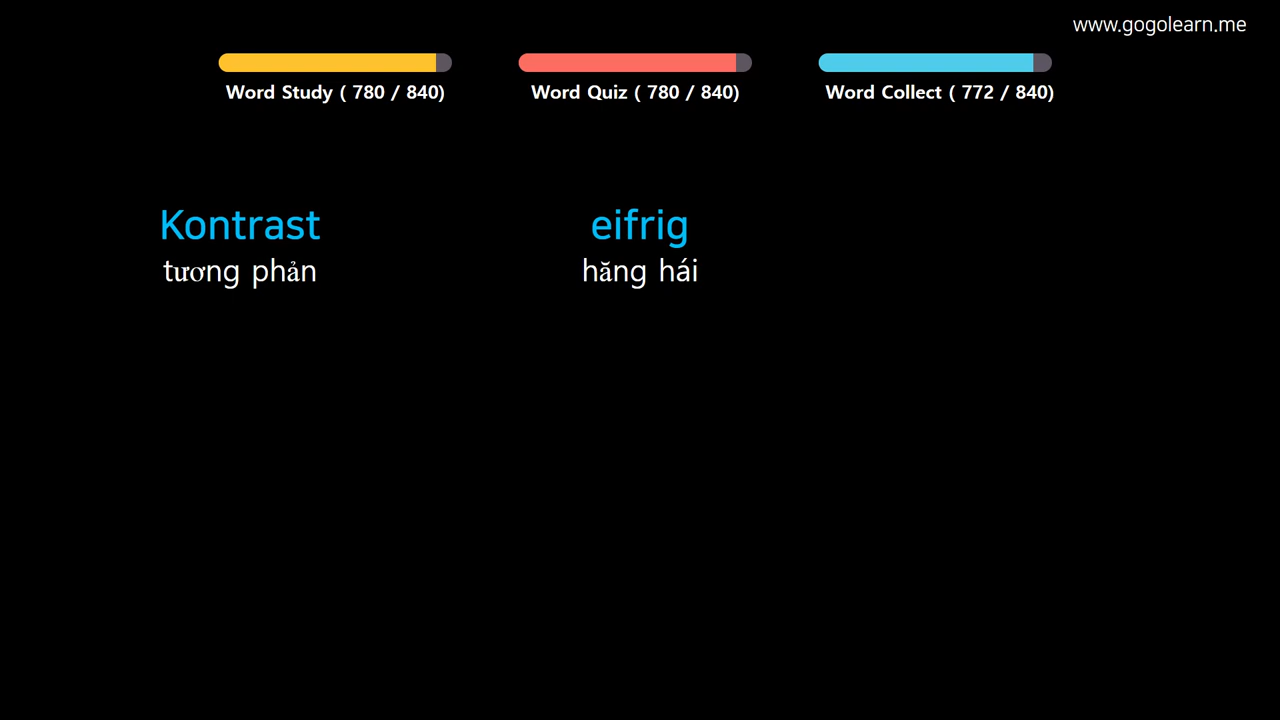 www.gogolearn.me
Word Study ( 780 / 840)
Word Quiz ( 780 / 840)
Word Collect ( 772 / 840)
Kontrast
tương phản
eifrig
hăng hái